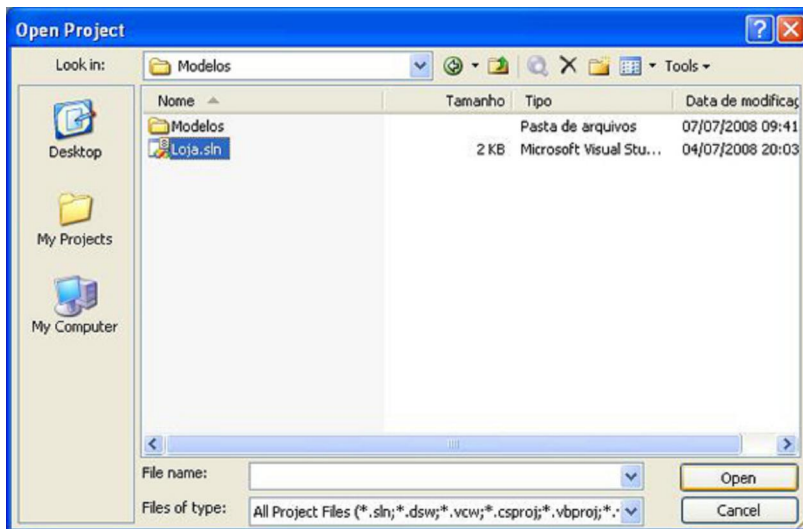 Open Project
Look in: Modelos Tools
Nome Tamanho Tipo Data de modificaç
Modelos Pasta de arquivos 07/07/2008 09:41
Loja.sln 2 KB Microsoft Visual Stu... 04/07/2008 20:03
Desktop
My Projects
My Computer
File name: Open
Files of type: All Project Files (*.sln;*.dsw;*.vcw;*.csproj;*.vbproj;*. Cancel